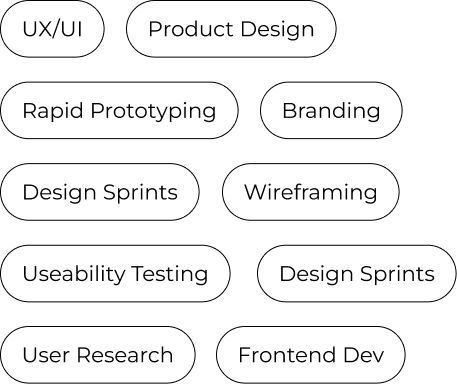 UX/UI Product Design
Rapid Prototyping Branding
Design Sprints Wireframing
Useability Testing Design Sprints
User Research Frontend Dev